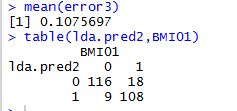 > mean(error3)
[1] 0.1075697
> table(lda.pred2,BMI01)
BMI01
lda.pred2 0 1
0 116 18
1 9 108
>